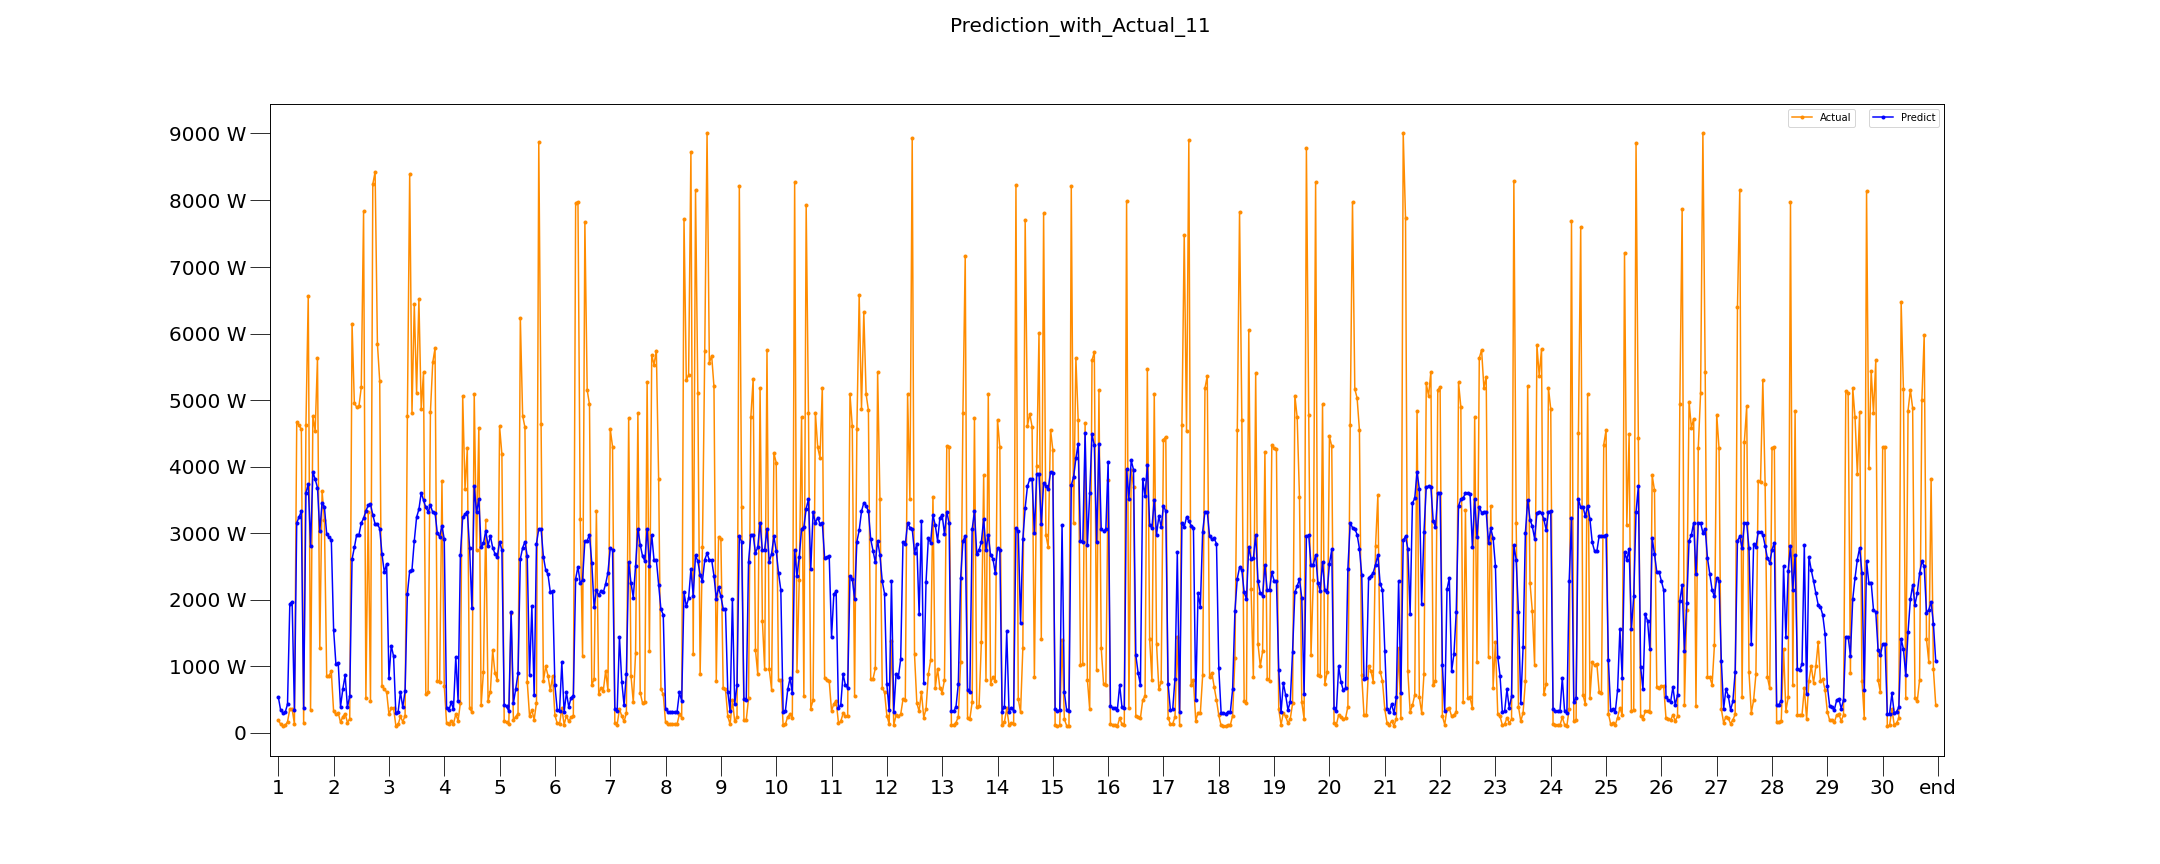 Prediction_with_Actual_11
Actual Predict
9000 W
8000 W
7000 W
6000 W
5000 W
4000 W
3000 W
2000 W
1000 W
0
1 2 3 4 5 6 7 8 9 10 11 12 13 14 15 16 17 18 19 20 21 22 23 24 25 26 27 28 29 30 end